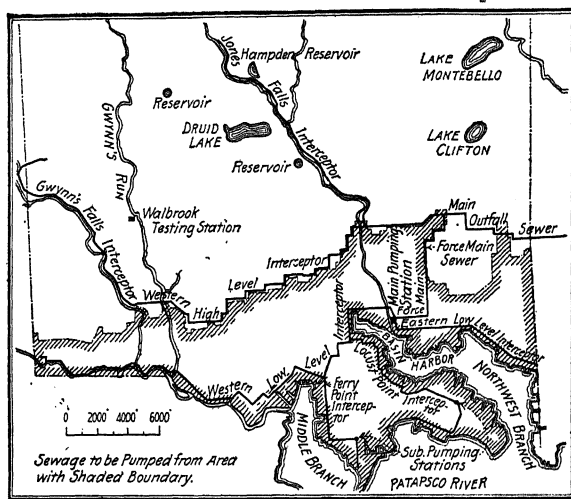 Jones
Falls
Interceptor
Hampden Reservoir
LAKE
MONTEBELLO
Reservoir
DRUID
LAKE
LAKE
CLIFTON
Reservoir
GWYNN'S
RUN
Gwynn's
Falls
Interceptor
Walbrook
Testing Station
Main
Outfall
Sewer
Force Main
Sewer
Main Pumping
Station
Force
Main
Western
High
Level
Interceptor
Interceptor
Eastern Low Level Interceptor
BASIN
HARBOR
NORTHWEST BRANCH
Locust Point
Interceptor
Western
Low
Level
Ferry
Point
Intercep-
tor
MIDDLE BRANCH
Sub. Pumping
Stations
PATAPSCO RIVER
0 2000' 4000' 6000'
Sewage to be Pumped from Area
with Shaded Boundary.